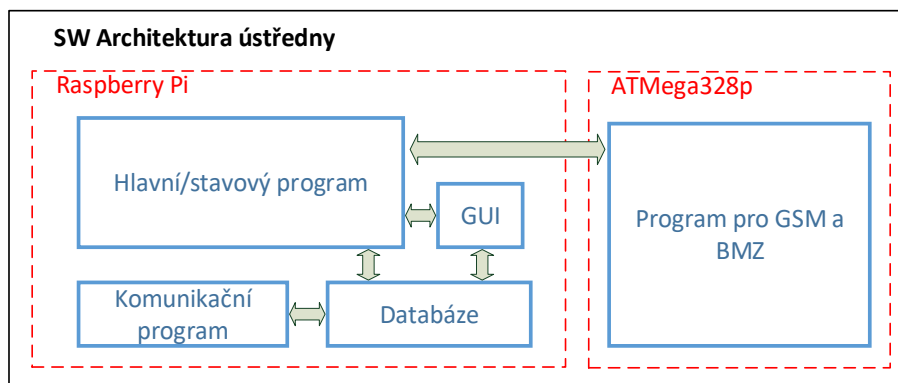 SW Architektura ústředny
Raspberry Pi
ATMega328p
Hlavní/stavový program
GUI
Program pro GSM a
BMZ
Komunikační
program
Databáze